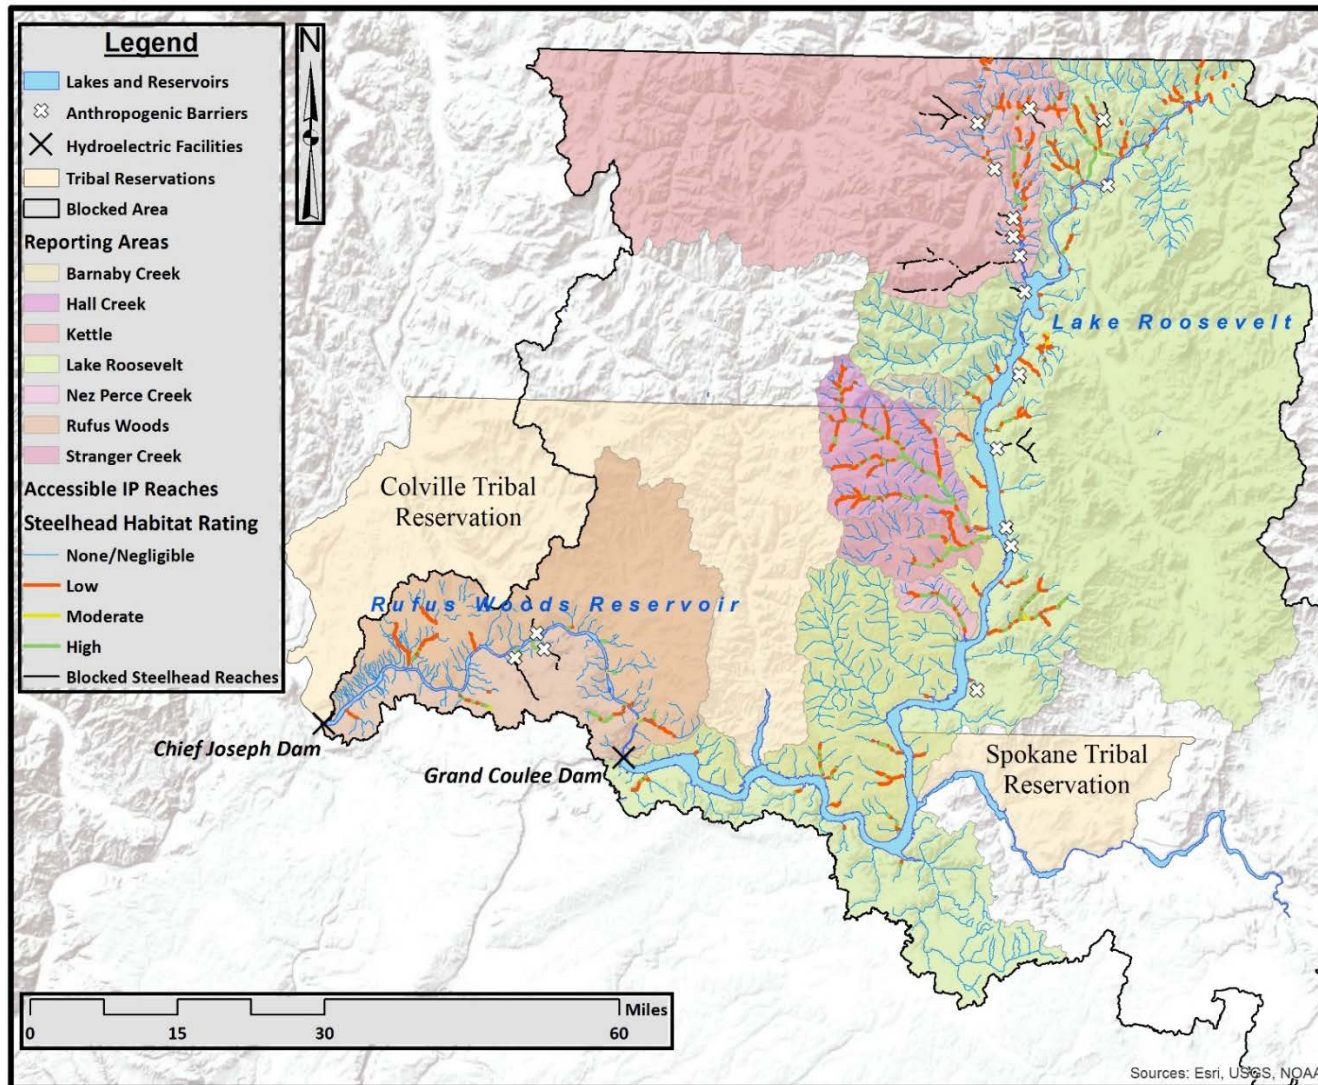 Legend
Lakes and Reservoirs
Anthropogenic Barriers
Hydroelectric Facilities
Tribal Reservations
Blocked Area
Reporting Areas
Barnaby Creek
Hall Creek
Kettle
Lake Roosevelt
Nez Perce Creek
Rufus Woods
Stranger Creek
Accessible IP Reaches
Steelhead Habitat Rating
None/Negligible
Low
Moderate
High
Blocked Steelhead Reaches
N
Lake Roosevelt
Colville Tribal
Reservation
Rufus Woods Reservoir
Chief Joseph Dam
Grand Coulee Dam
Spokane Tribal
Reservation
Miles
0 15 30 60
Sources: Esri, USGS, NOAA